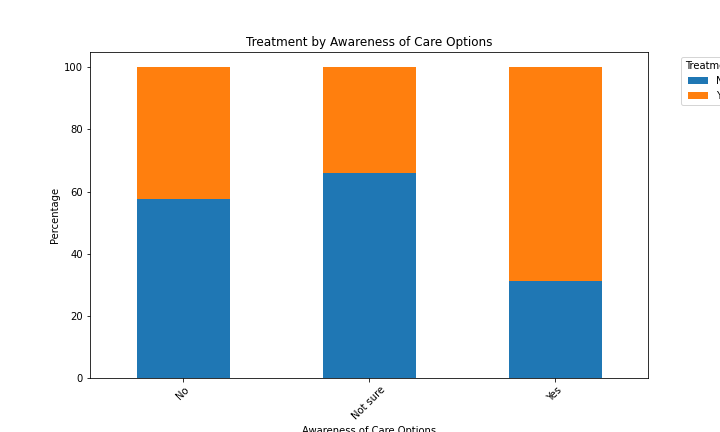 Treatment by Awareness of Care Options
100
80
60
40
20
0
Percentage
No
Not sure
Yes
Awareness of Care Options